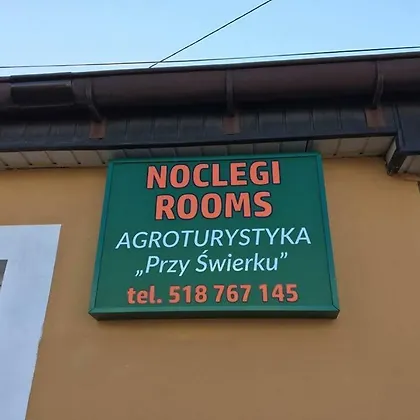 NOCLEGI
ROOMS
AGROTURYSTYKA
„Przy Świerku”
tel. 518 767 145